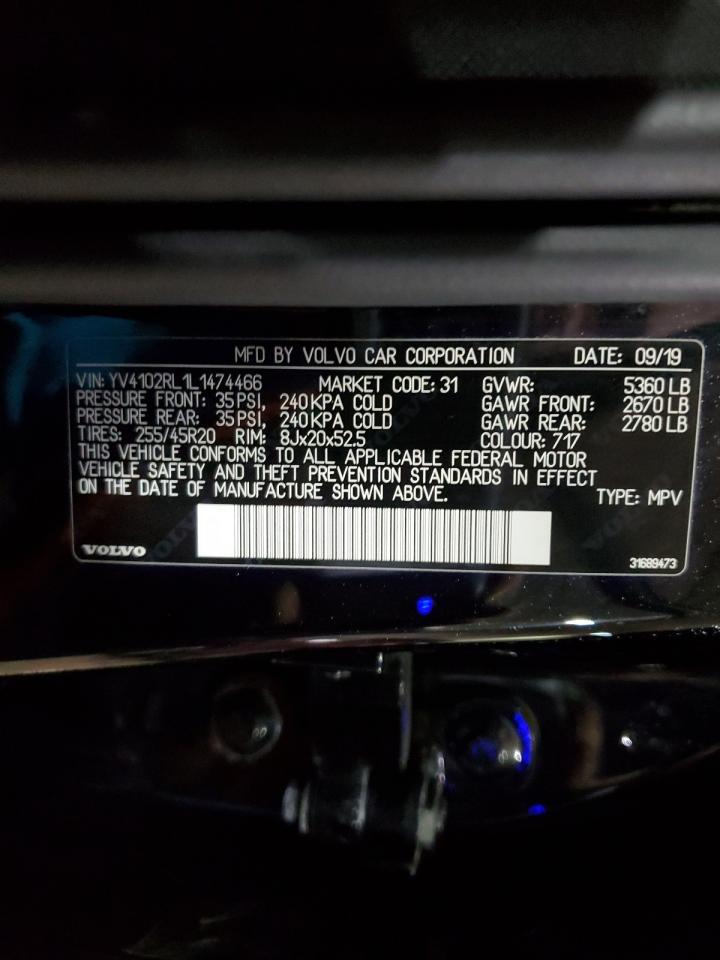 MFD BY VOLVO CAR CORPORATION DATE: 09/19
VIN: YV4102RL1L1474466 MARKET CODE: 31 GVWR: 5360 LB
PRESSURE FRONT: 35 PSI, 240 KPA COLD GAWR FRONT: 2670 LB
PRESSURE REAR: 35 PSI, 240 KPA COLD GAWR REAR: 2780 LB
TIRES: 255/45R20 RIM: 8Jx20x52.5 COLOUR: 717
THIS VEHICLE CONFORMS TO ALL APPLICABLE FEDERAL MOTOR
VEHICLE SAFETY AND THEFT PREVENTION STANDARDS IN EFFECT
ON THE DATE OF MANUFACTURE SHOWN ABOVE. TYPE: MPV
VOLVO 31689473